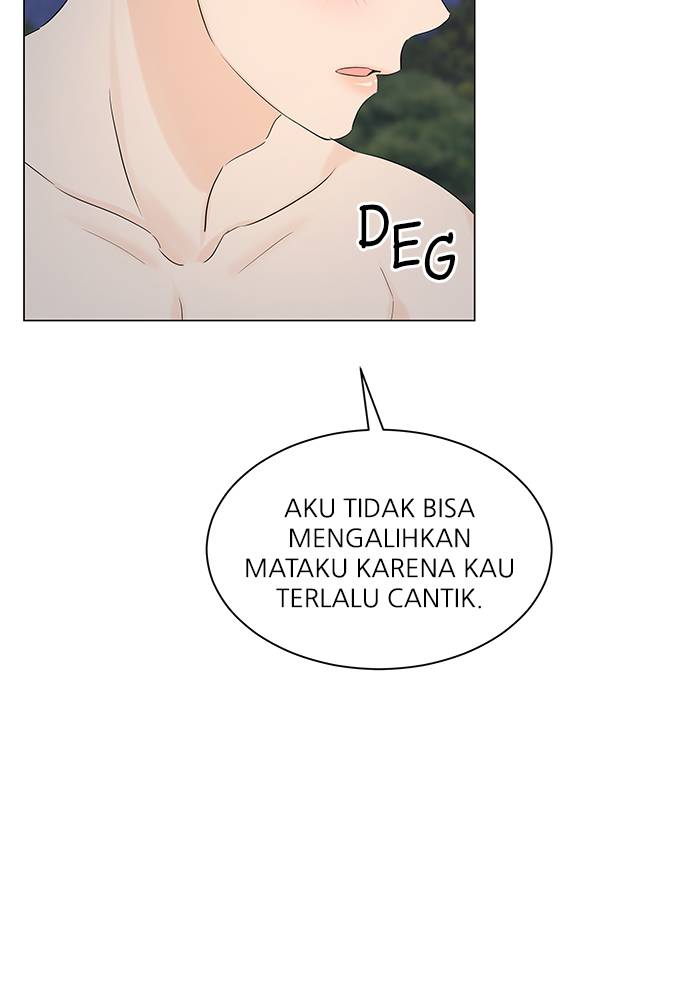 DEG
AKU TIDAK BISA
MENGALIHKAN
MATAKU KARENA KAU
TERLALU CANTIK.